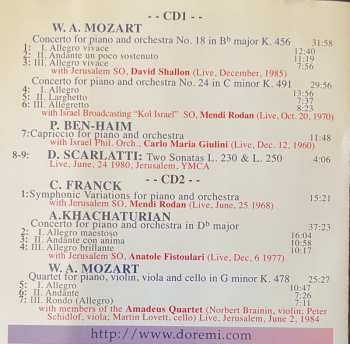 - - CD1 - -
W. A. MOZART
Concerto for piano and orchestra No. 18 in B♭ major K. 456 31:58
1: I. Allegro vivace 12:40
2: II. Andante un poco sostenuto 11:19
3: III. Allegro vivace 7:56
with Jerusalem SO, David Shallon (Live, December, 1985)
Concerto for piano and orchestra No. 24 in C minor K. 491 29:56
4: I. Allegro 13:56
5: II. Larghetto 7:37
6: III. Allegretto 8:23
with Israel Broadcasting "Kol Israel" SO, Mendi Rodan (Live, Oct. 20, 1970)
P. BEN-HAIM
7: Capriccio for piano and orchestra 11:48
with Israel Phil. Orch., Carlo Maria Giulini (Live, Dec. 12, 1960)
8-9: D. SCARLATTI: Two Sonatas L. 230 & L. 250 4:06
Live, June 24 1980, Jerusalem, YMCA
- - CD2 - -
C. FRANCK
1: Symphonic Variations for piano and orchestra 15:21
with Jerusalem SO, Mendi Rodan (Live, June, 25 1968)
A.KHACHATURIAN
Concerto for piano and orchestra in D♭ major 37:23
2: I. Allegro maestoso 16:04
3: II. Andante con anima 10:58
4: III. Allegro brillante 10:17
with Jerusalem SO, Anatole Fistoulari (Live, Dec, 6 1977)
W. A. MOZART
Quartet for piano, violin, viola and cello in G minor K. 478 25:27
5: I. Allegro 10:47
6: II. Andante 7:26
7: III. Rondo (Allegro) 7:11
with members of the Amadeus Quartet (Norbert Brainin, violin, Peter
Schidlof, viola; Martin Lovett, cello) Live, Jerusalem, June 2, 1984
http://www.doremi.com/